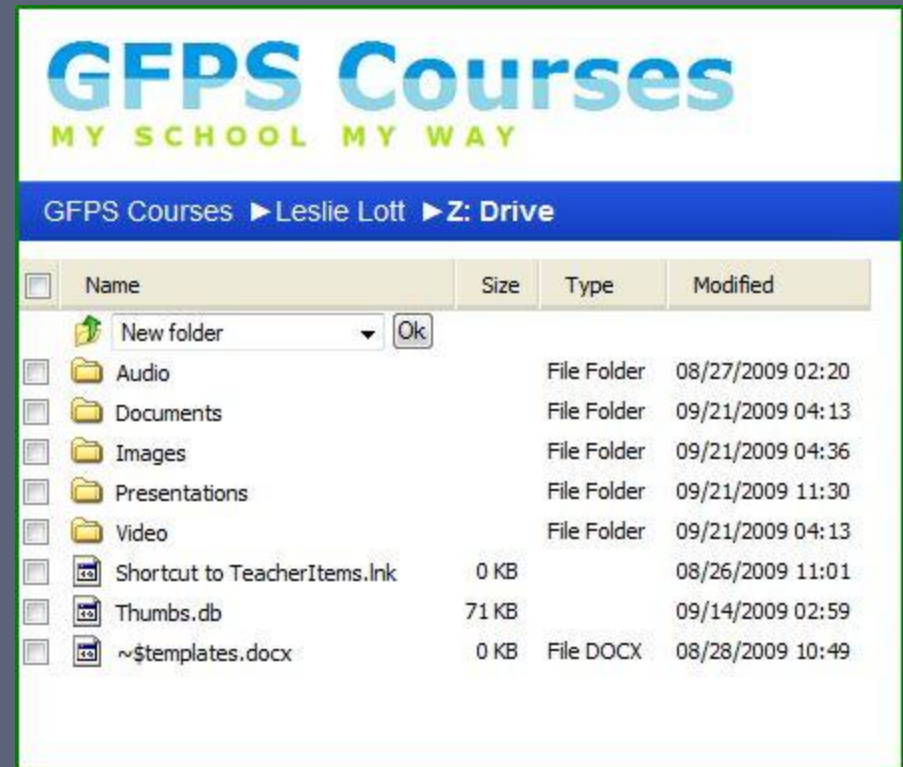 GFPS Courses
MY SCHOOL MY WAY
GFPS Courses ►Leslie Lott ►Z: Drive
Name Size Type Modified
New folder Ok
Audio File Folder 08/27/2009 02:20
Documents File Folder 09/21/2009 04:13
Images File Folder 09/21/2009 04:36
Presentations File Folder 09/21/2009 11:30
Video File Folder 09/21/2009 04:13
Shortcut to TeacherItems.lnk 0 KB 08/26/2009 11:01
Thumbs.db 71 KB 09/14/2009 02:59
~$templates.docx 0 KB File DOCX 08/28/2009 10:49